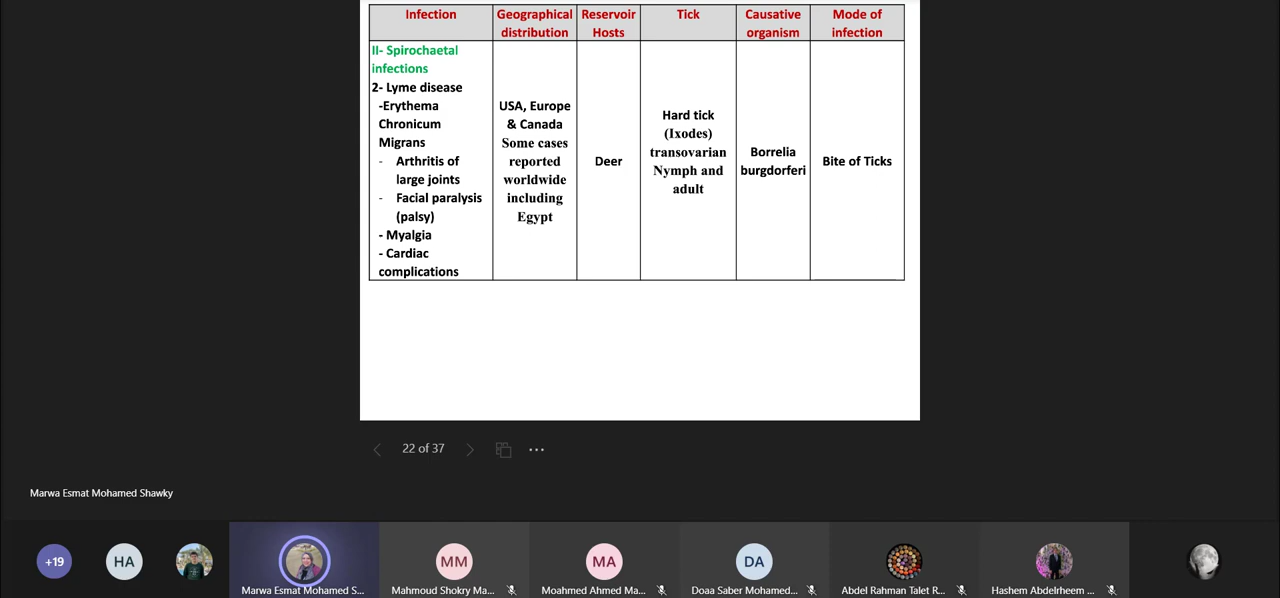 Infection
Geographical
distribution
Reservoir
Hosts
Tick
Causative
organism
Mode of
infection
II- Spirochaetal
infections
2- Lyme disease
-Erythema
Chronicum
Migrans
- Arthritis of
large joints
- Facial paralysis
(palsy)
- Myalgia
- Cardiac
complications
USA, Europe
& Canada
Some cases
reported
worldwide
including
Egypt
Deer
Hard tick
(Ixodes)
transovarian
Nymph and
adult
Borrelia
burgdorferi
Bite of Ticks
22 of 37
Marwa Esmat Mohamed Shawky
+19
HA
Marwa Esmat Mohamed S...
MM
Mahmoud Shokry Ma...
MA
Moahmed Ahmed Ma...
DA
Doaa Saber Mohamed...
Abdel Rahman Talet R...
Hashem Abdelrheem ...